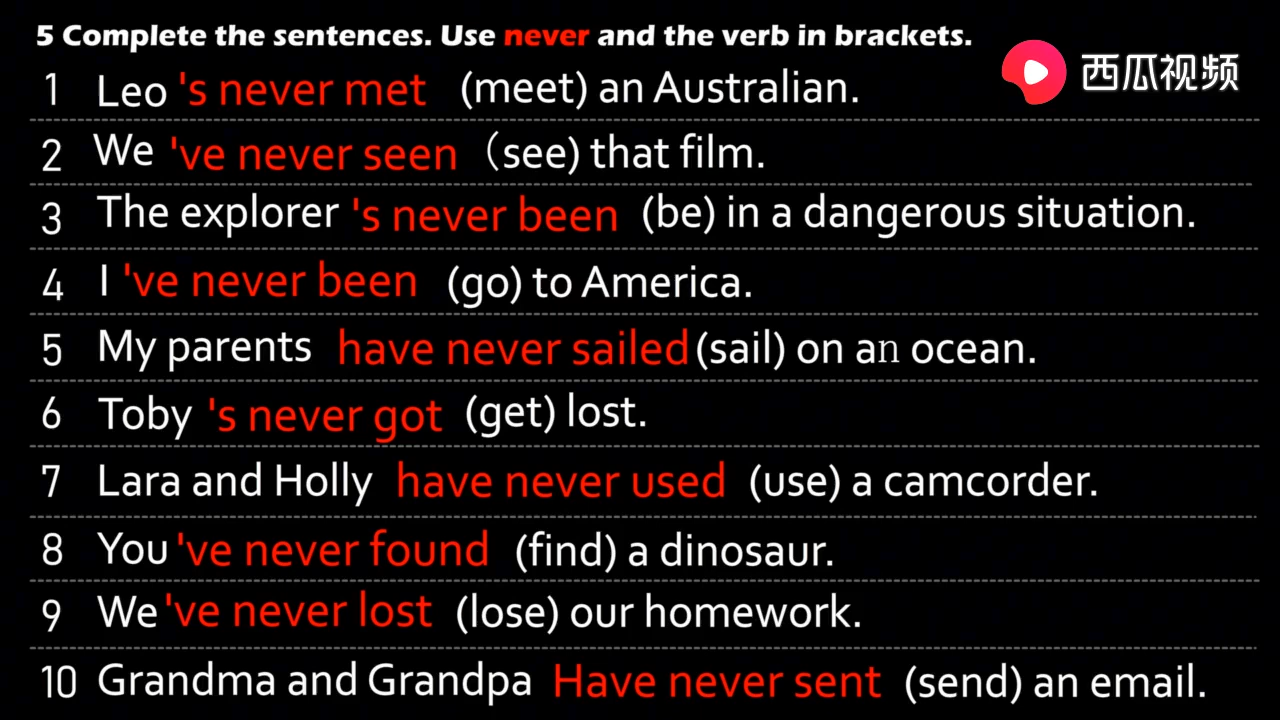 5 Complete the sentences. Use never and the verb in brackets.
西瓜视频
1 Leo 's never met (meet) an Australian.
2 We 've never seen (see) that film.
3 The explorer 's never been (be) in a dangerous situation.
4 I 've never been (go) to America.
5 My parents have never sailed (sail) on an ocean.
6 Toby 's never got (get) lost.
7 Lara and Holly have never used (use) a camcorder.
8 You 've never found (find) a dinosaur.
9 We 've never lost (lose) our homework.
10 Grandma and Grandpa Have never sent (send) an email.